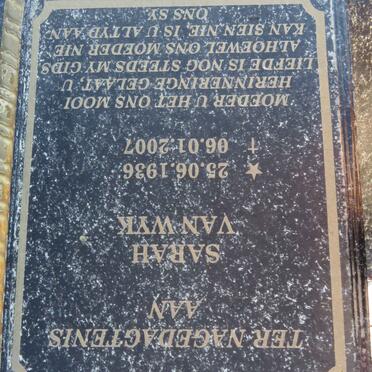 TER NAGEDAGTENIS
AAN
SARAH
VAN WYK
★ 25.06.1936
† 06.01.2007
MOEDER U HET ONS MOOI
HERINNERINGE GELAAT. U
LIEFDE IS NOG STEEDS MY GIDS
ALHOEWEL ONS MOEDER NIE
KAN SIEN NIE, IS U ALTYD AAN
ONS SY